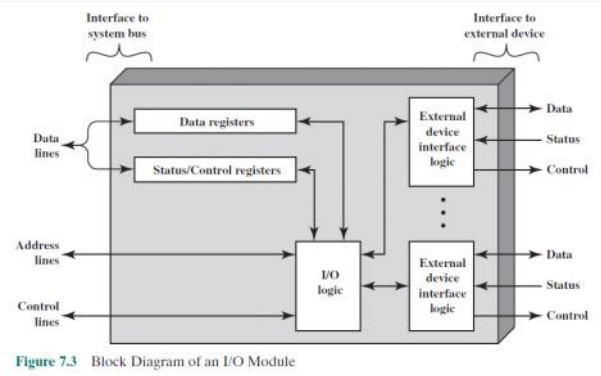 Interface to
system bus
Interface to
external device
Data registers
External
device
interface
logic
Data
Status
Control
Data
lines
Status/Control registers
Address
lines
I/O
logic
External
device
interface
logic
Data
Status
Control
Control
lines
Figure 7.3 Block Diagram of an I/O Module